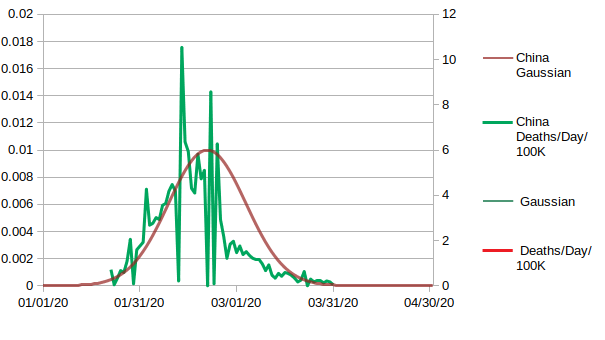 0.02
0.018
0.016
0.014
0.012
0.01
0.008
0.006
0.004
0.002
0
12
10
8
6
4
2
0
01/01/20 01/31/20 03/01/20 03/31/20 04/30/20
China
Gaussian
China
Deaths/Day/
100K
Gaussian
Deaths/Day/
100K